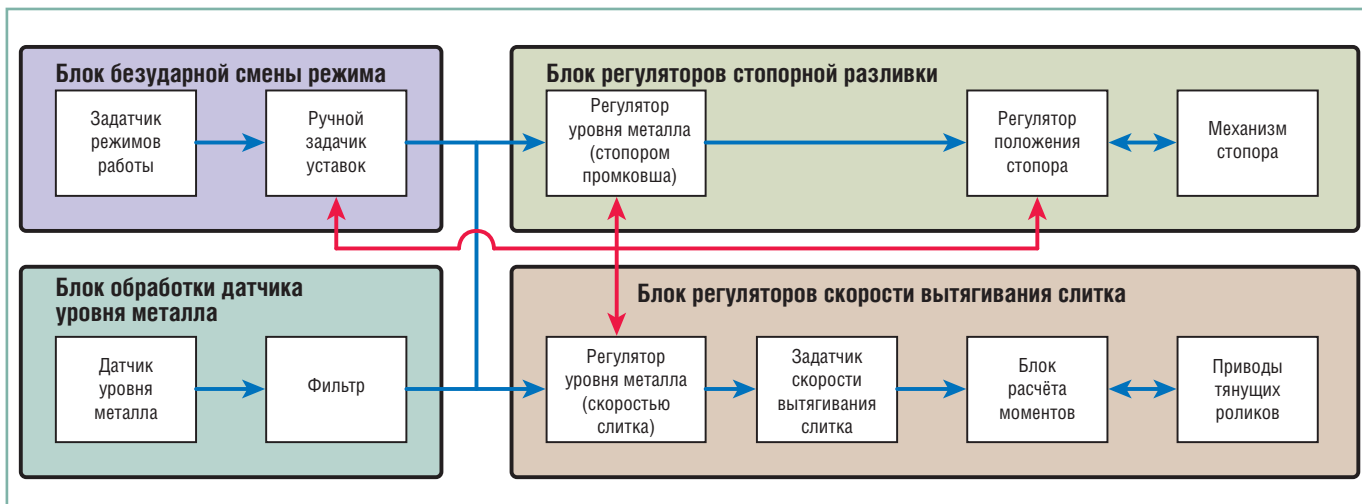 Блок безударной смены режима
Задатчик
режимов
работы
Ручной
задачик
уставок
Блок регуляторов стопорной разливки
Регулятор
уровня металла
(стопором
промковша)
Регулятор
положения
стопора
Механизм
стопора
Блок обработки датчика
уровня металла
Датчик
уровня
металла
Фильтр
Блок регуляторов скорости вытягивания слитка
Регулятор
уровня металла
(скоростью
слитка)
Задатчик
скорости
вытягивания
слитка
Блок
расчёта
моментов
Приводы
тянущих
роликов